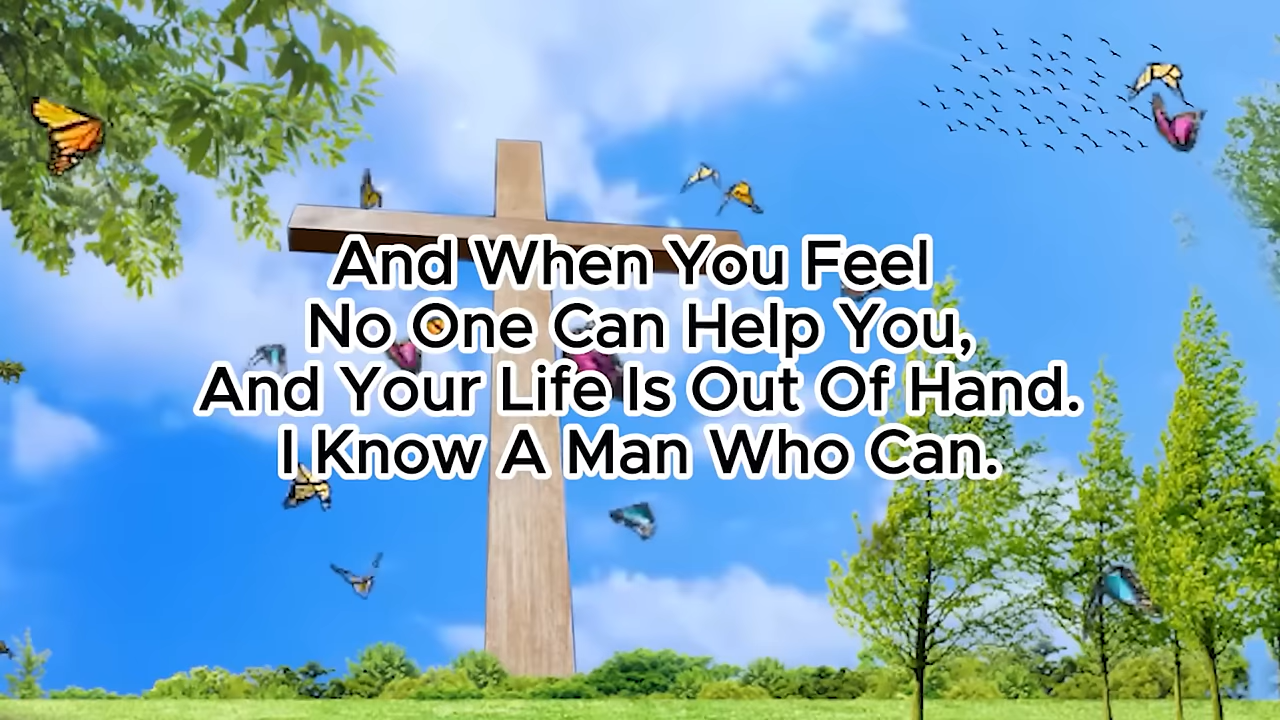 And When You Feel
No One Can Help You,
And Your Life Is Out Of Hand.
I Know A Man Who Can.